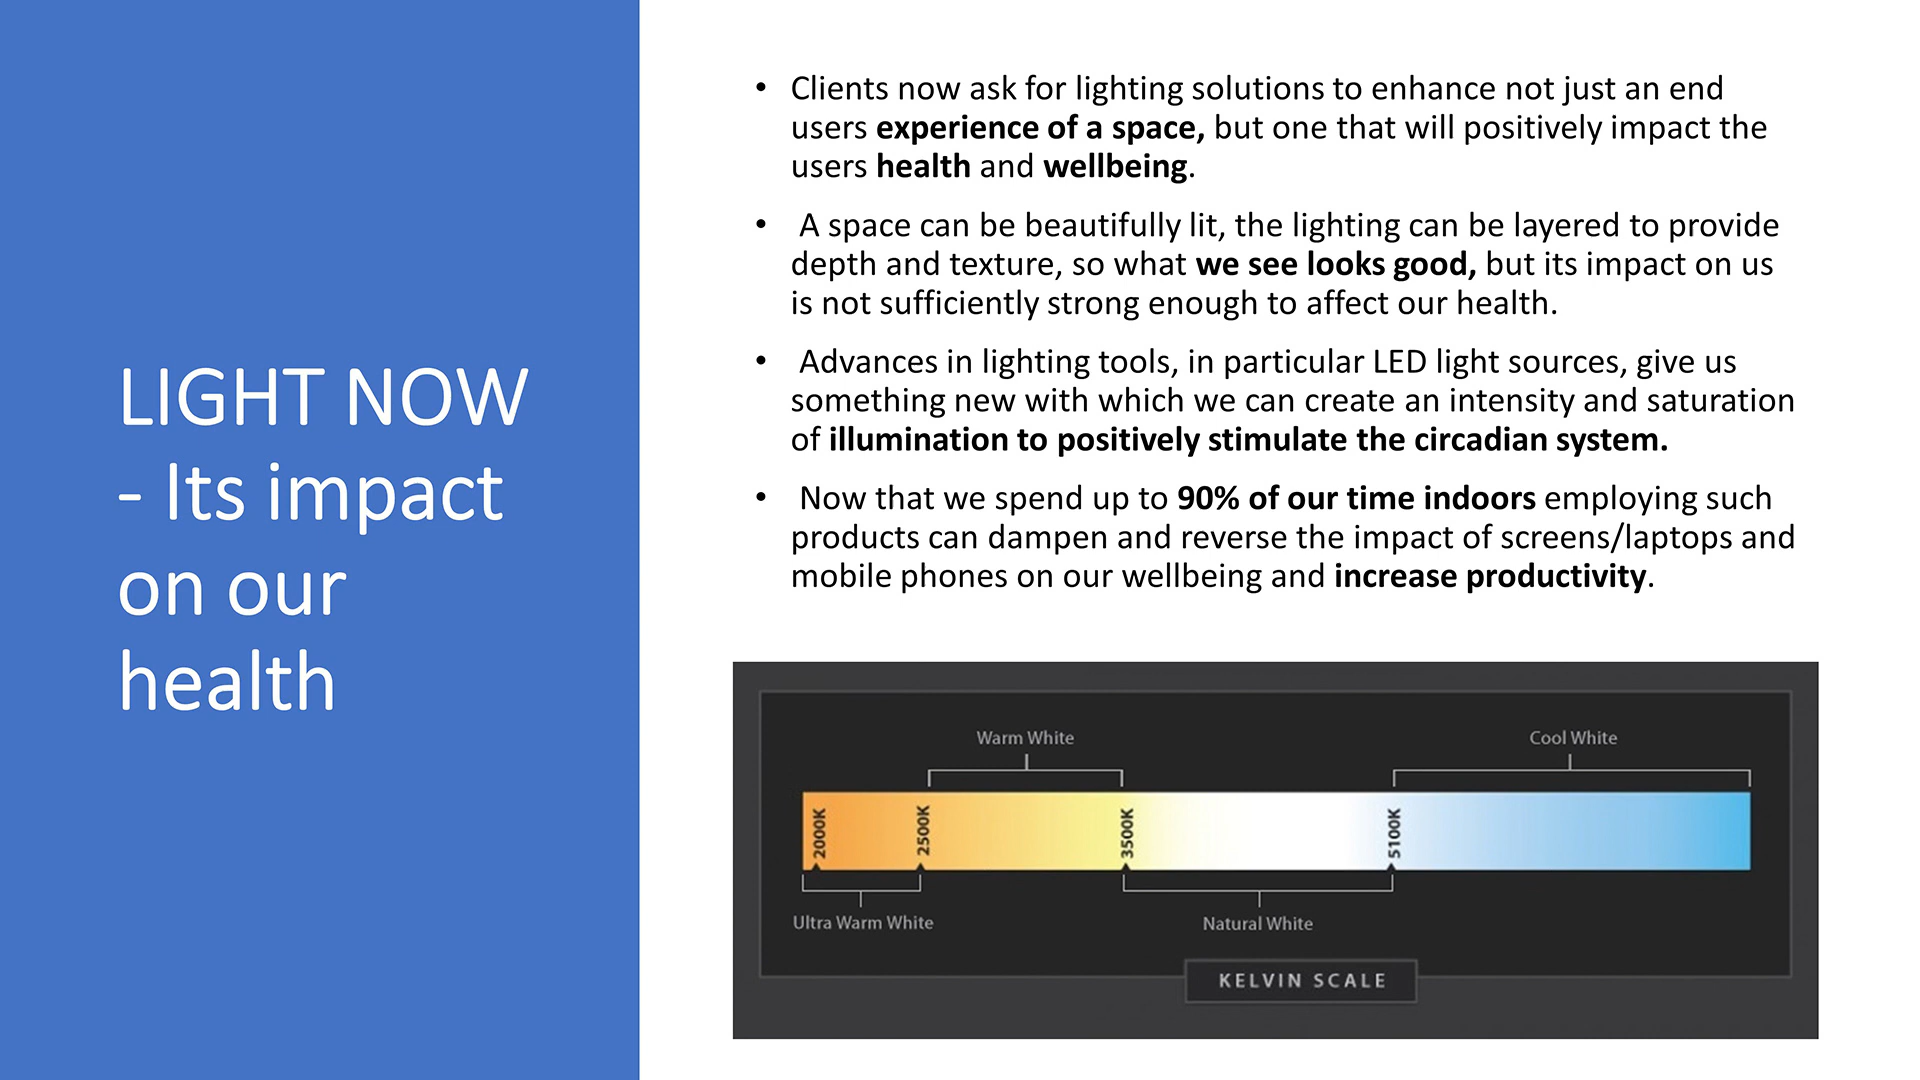 LIGHT NOW
- Its impact
on our
health
• Clients now ask for lighting solutions to enhance not just an end
users experience of a space, but one that will positively impact the
users health and wellbeing.
• A space can be beautifully lit, the lighting can be layered to provide
depth and texture, so what we see looks good, but its impact on us
is not sufficiently strong enough to affect our health.
• Advances in lighting tools, in particular LED light sources, give us
something new with which we can create an intensity and saturation
of illumination to positively stimulate the circadian system.
• Now that we spend up to 90% of our time indoors employing such
products can dampen and reverse the impact of screens/laptops and
mobile phones on our wellbeing and increase productivity.
Warm White
Cool White
2000K
2500K
3500K
5100K
Ultra Warm White
Natural White
KELVIN SCALE